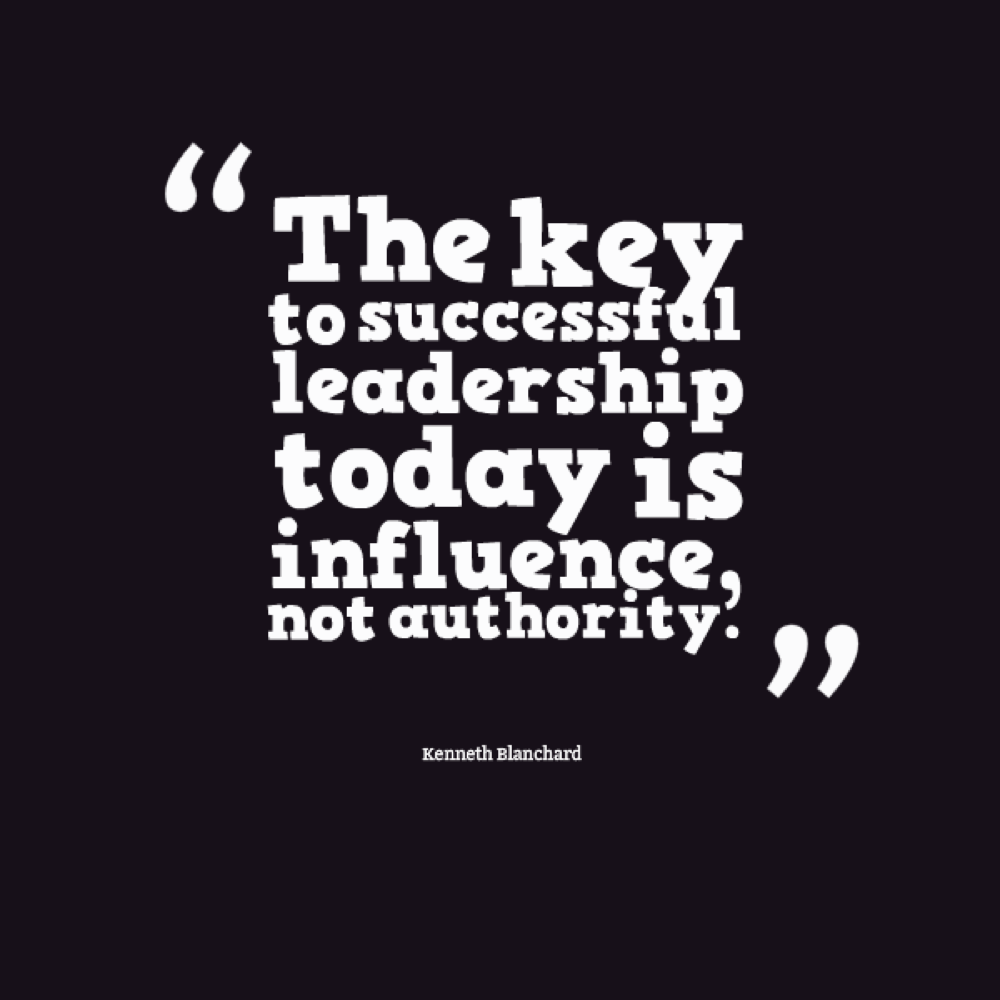 “The key
to successful
leadership
today is
influence,
not authority.”
Kenneth Blanchard